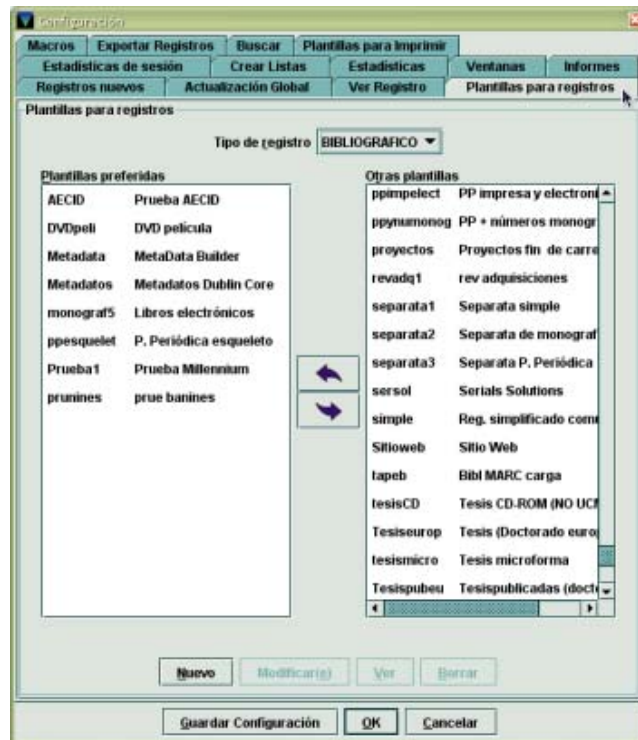 Configuración
Macros Exportar Registros Buscar Plantillas para Imprimir
Estadísticas de sesión Crear Listas Estadísticas Ventanas Informes
Registros nuevos Actualización Global Ver Registro Plantillas para registros
Plantillas para registros
Tipo de registro BIBLIOGRAFICO
Plantillas preferidas
AECID Prueba AECID
DVDpeli DVD película
Metadata MetaData Builder
Metadatos Metadatos Dublin Core
monograf5 Libros electrónicos
ppesquelet P. Periódica esqueleto
Prueba1 Prueba Millennium
prunines prue banines
Otras plantillas
ppimpelect PP impresa y electroni
ppynumonog PP + números monogr
proyectos Proyectos fin de carre
revadq1 rev adquisiciones
separata1 Separata simple
separata2 Separata de monograf
separata3 Separata P. Periódica
sersol Serials Solutions
simple Reg. simplificado com
Sitioweb Sitio Web
tapeb Bibl MARC carga
tesisCD Tesis CD-ROM (NO UCM
Tesiseurop Tesis (Doctorado euro
tesismicro Tesis microforma
Tesispubeu Tesispublicadas (doct
Nuevo Modificar(e) Ver Borrar
Guardar Configuración OK Cancelar